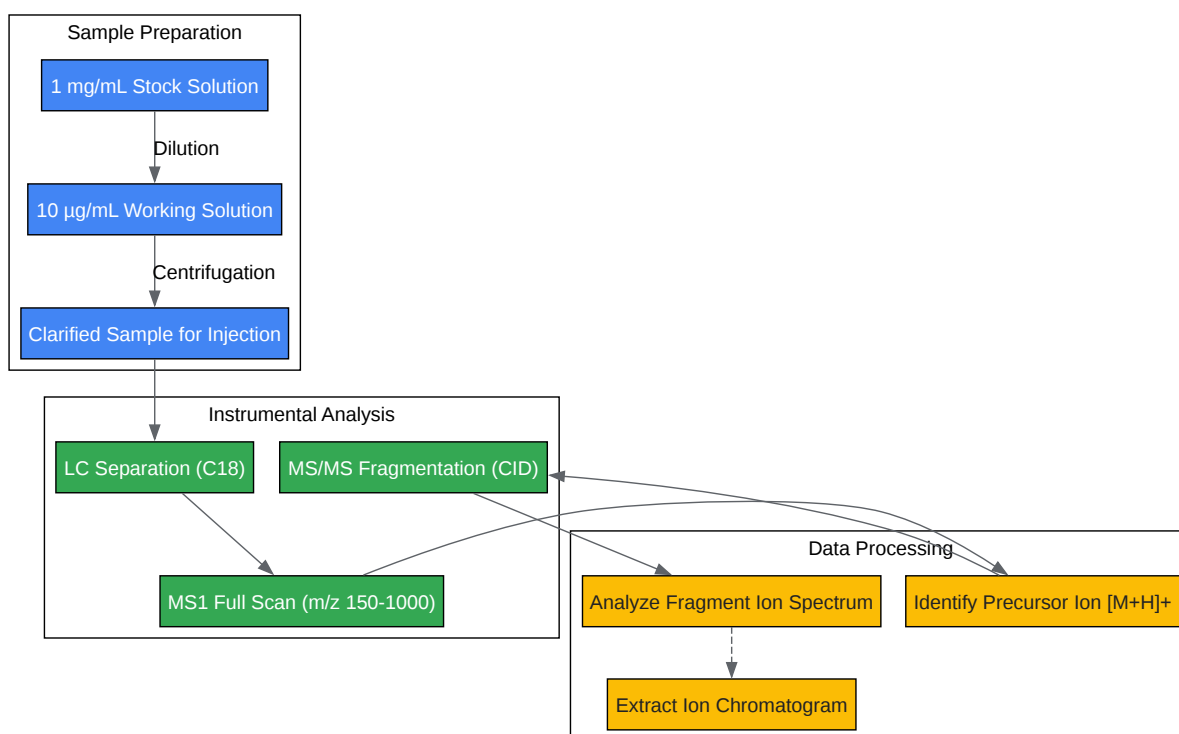 Sample Preparation
1 mg/mL Stock Solution
Dilution
10 µg/mL Working Solution
Centrifugation
Clarified Sample for Injection
Instrumental Analysis
LC Separation (C18)
MS/MS Fragmentation (CID)
MS1 Full Scan (m/z 150-1000)
Data Processing
Analyze Fragment Ion Spectrum
Identify Precursor Ion [M+H]+
Extract Ion Chromatogram